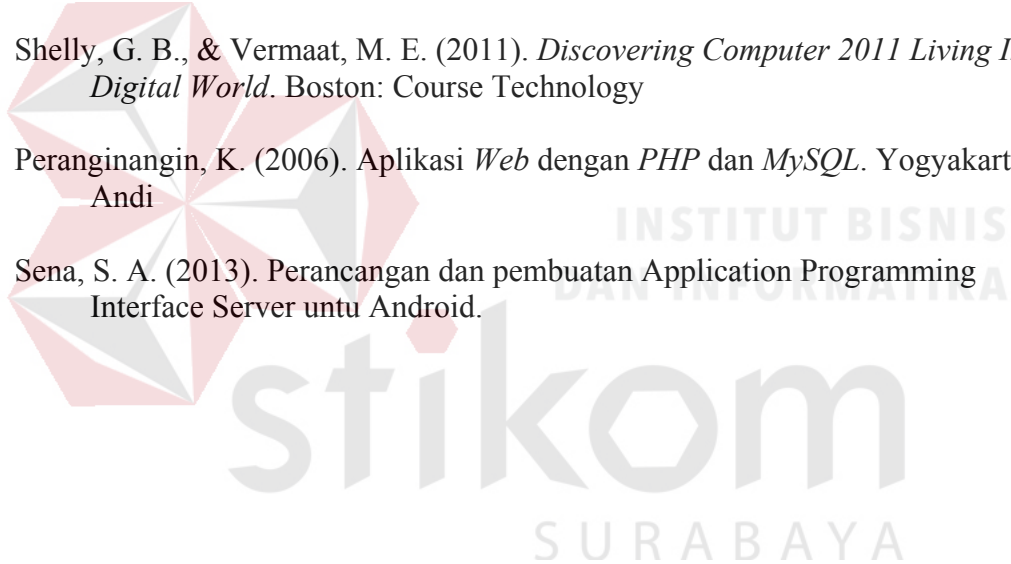 Shelly, G. B., & Vermaat, M. E. (2011). Discovering Computer 2011 Living I
Digital World. Boston: Course Technology
Peranginangin, K. (2006). Aplikasi Web dengan PHP dan MySQL. Yogyakart
Andi
Sena, S. A. (2013). Perancangan dan pembuatan Application Programming
Interface Server untu Android.
INSTITUT BISNIS
DAN INFORMATIKA
stikom
SURABAYA